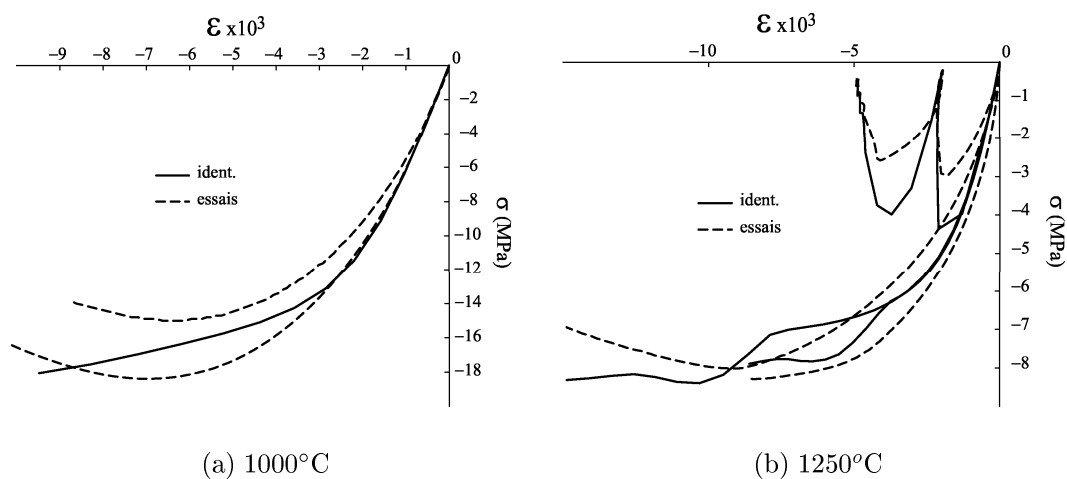 ε x10³
−9 −8 −7 −6 −5 −4 −3 −2 −1 0
−2
−4
−6
−8
−10
−12
−14
−16
−18
σ (MPa)
ident.
essais
(a) 1000°C
ε x10³
−10 −5 0
−1
−2
−3
−4
−5
−6
−7
−8
σ (MPa)
ident.
essais
(b) 1250°C